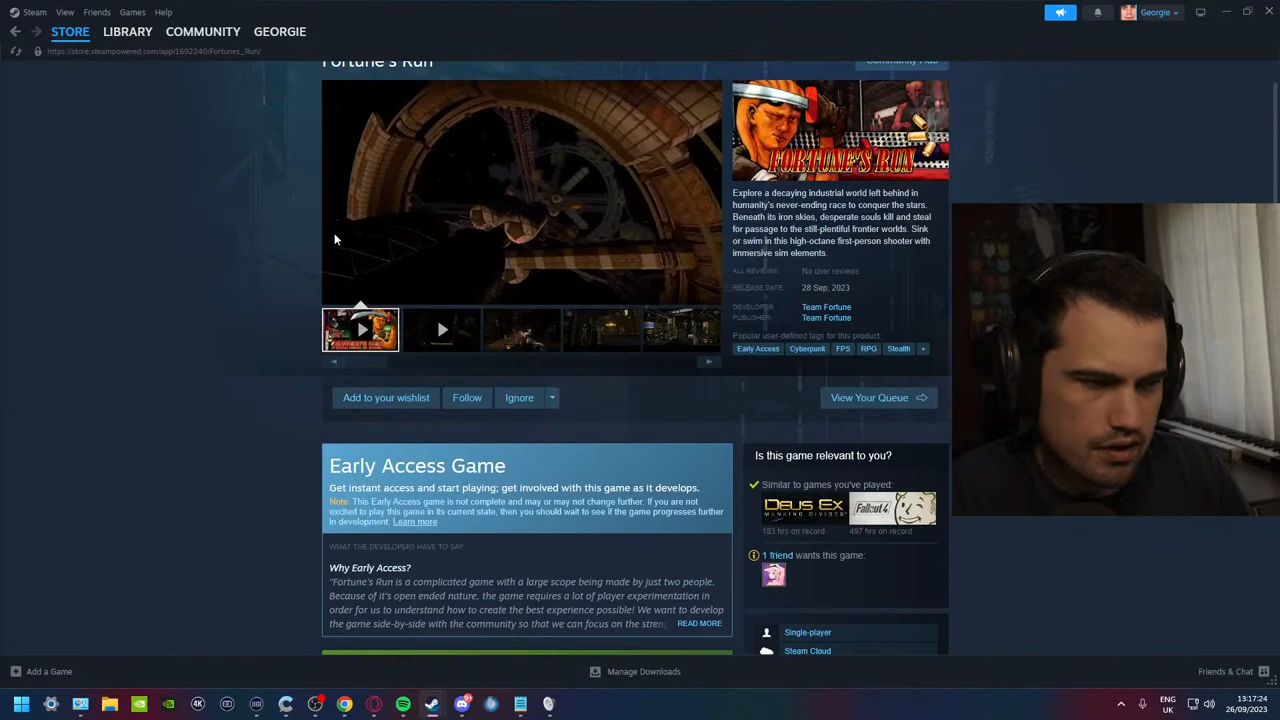 Steam View Friends Games Help
Georgie
STORE LIBRARY COMMUNITY GEORGIE
https://store.steampowered.com/app/1692240/Fortunes_Run/
Fortune's Run
Community Hub
FORTUNE'S RUN
Explore a decaying industrial world left behind in
humanity's never-ending race to conquer the stars.
Beneath its iron skies, desperate souls kill and steal
for passage to the still-plentiful frontier worlds. Sink
or swim in this high-octane first-person shooter with
immersive sim elements.
ALL REVIEWS: No user reviews
RELEASE DATE: 28 Sep, 2023
DEVELOPER: Team Fortune
PUBLISHER: Team Fortune
Popular user-defined tags for this product:
Early Access Cyberpunk FPS RPG Stealth +
Add to your wishlist Follow Ignore
View Your Queue
Early Access Game
Get instant access and start playing; get involved with this game as it develops.
Note: This Early Access game is not complete and may or may not change further. If you are not
excited to play this game in its current state, then you should wait to see if the game progresses further
in development. Learn more
WHAT THE DEVELOPERS HAVE TO SAY:
Why Early Access?
“Fortune's Run is a complicated game with a large scope being made by just two people.
Because of it's open ended nature, the game requires a lot of player experimentation in
order for us to understand how to create the best experience possible! We want to develop
the game side-by-side with the community so that we can focus on the streng
READ MORE
Is this game relevant to you?
Similar to games you've played:
DEUS EX
MANKIND DIVIDED
Fallout 4
183 hrs on record 497 hrs on record
1 friend wants this game:
Single-player
Steam Cloud
Add a Game
Manage Downloads
Friends & Chat
4K
9+
ENG
UK
13:17:24
26/09/2023